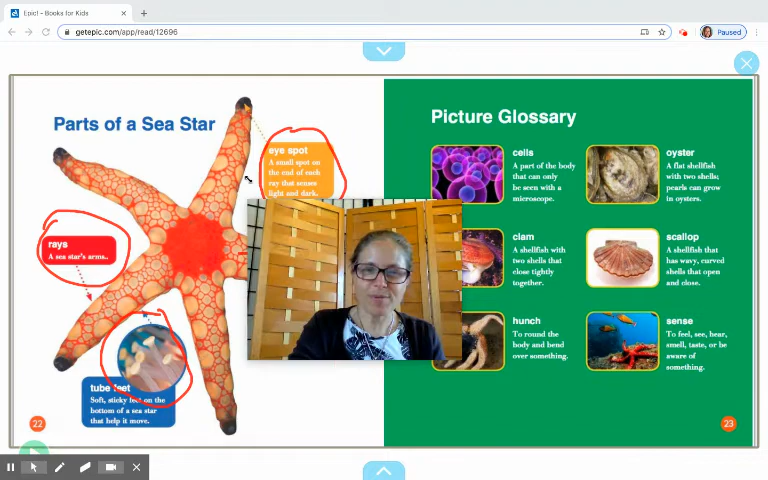 Epic! - Books for Kids
getepic.com/app/read/12696
Paused
Parts of a Sea Star
eye spot
A small spot on
the end of each
ray that senses
light and dark.
rays
A sea star's arms..
tube feet
Soft, sticky feet on the
bottom of a sea star
that help it move.
22
Picture Glossary
cells
A part of the body
that can only
be seen with a
microscope.
clam
A shellfish with
two shells that
close tightly
together.
hunch
To round the
body and bend
over something.
oyster
A flat shellfish
with two shells;
pearls can grow
in oysters.
scallop
A shellfish that
has wavy, curved
shells that open
and close.
sense
To feel, see, hear,
smell, taste, or be
aware of
something.
23